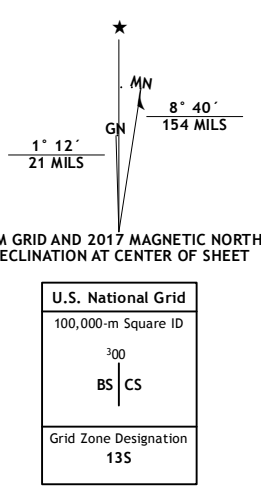 ★
MN
GN
8° 40´
154 MILS
1° 12´
21 MILS
M GRID AND 2017 MAGNETIC NORTH
ECLINATION AT CENTER OF SHEET
U.S. National Grid
100,000-m Square ID
³00
BS CS
Grid Zone Designation
13S